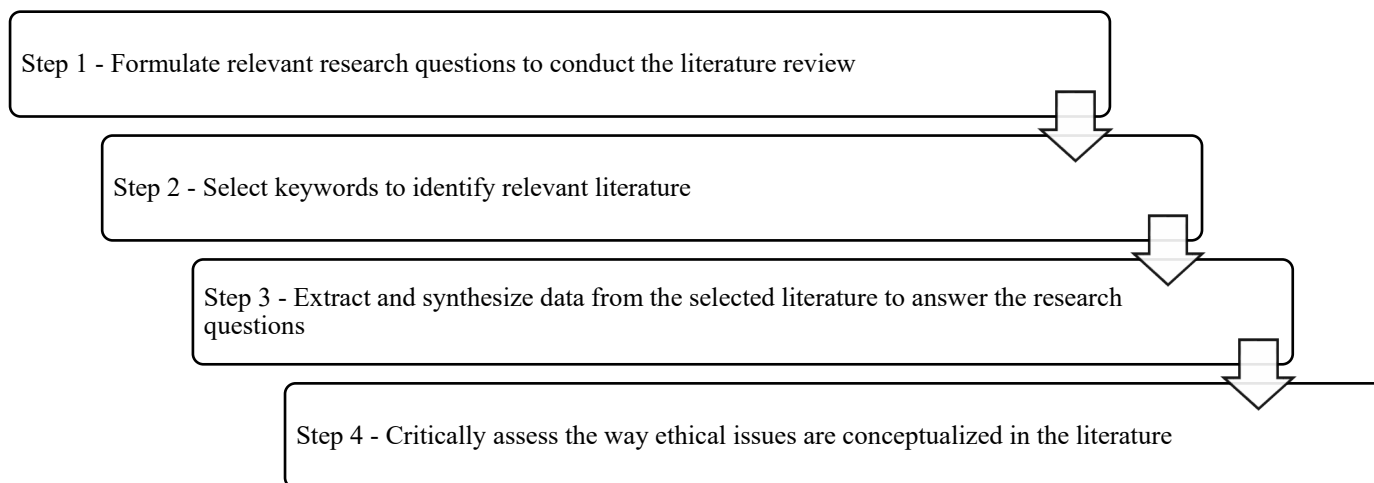 Step 1 - Formulate relevant research questions to conduct the literature review
Step 2 - Select keywords to identify relevant literature
Step 3 - Extract and synthesize data from the selected literature to answer the research
questions
Step 4 - Critically assess the way ethical issues are conceptualized in the literature